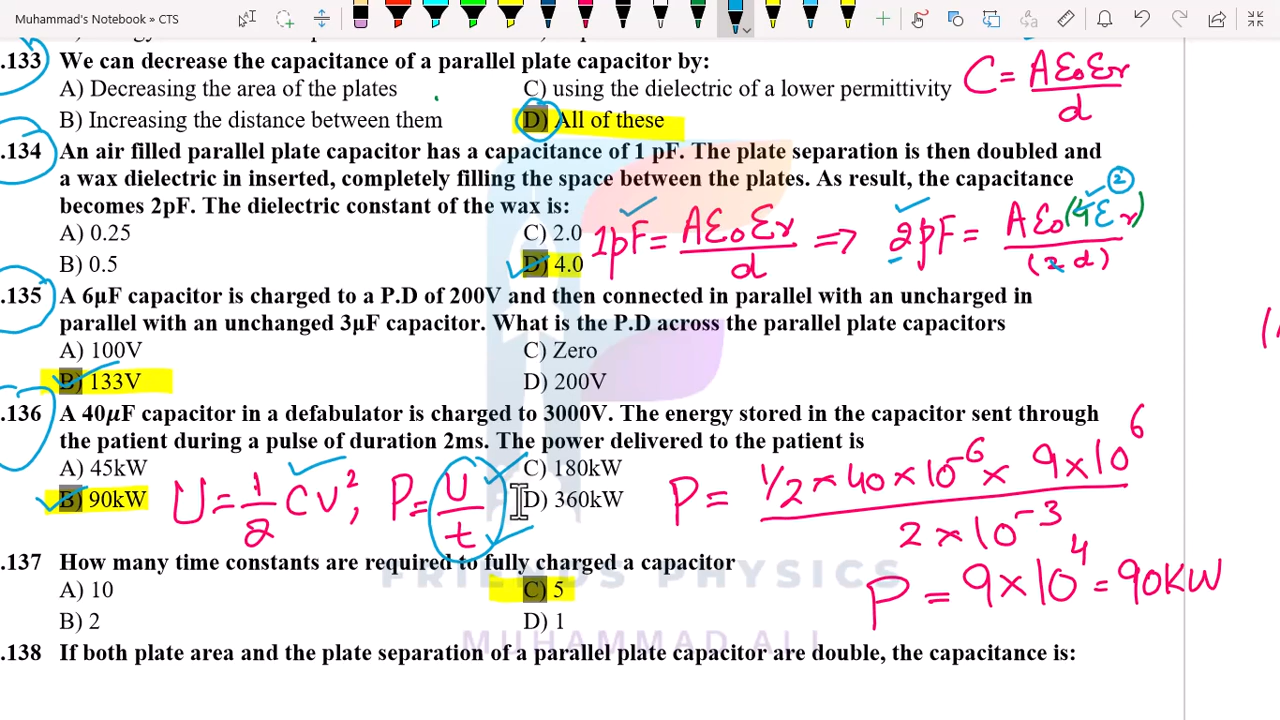 Muhammad's Notebook » CTS
.133 We can decrease the capacitance of a parallel plate capacitor by:
A) Decreasing the area of the plates C) using the dielectric of a lower permittivity
B) Increasing the distance between them D) All of these
C = Aε₀εr / d
.134 An air filled parallel plate capacitor has a capacitance of 1 pF. The plate separation is then doubled and
a wax dielectric in inserted, completely filling the space between the plates. As result, the capacitance
becomes 2pF. The dielectric constant of the wax is:
A) 0.25 C) 2.0
B) 0.5 D) 4.0
1pF = Aε₀εr / d => 2pF = Aε₀(4εr) / (2d)
2
.135 A 6μF capacitor is charged to a P.D of 200V and then connected in parallel with an uncharged in
parallel with an unchanged 3μF capacitor. What is the P.D across the parallel plate capacitors
A) 100V C) Zero
B) 133V D) 200V
.136 A 40μF capacitor in a defabulator is charged to 3000V. The energy stored in the capacitor sent through
the patient during a pulse of duration 2ms. The power delivered to the patient is
A) 45kW C) 180kW
B) 90kW D) 360kW
U = 1/2 CV², P = U/t
P = 1/2 × 40 × 10⁻⁶ × 9 × 10⁶ / 2 × 10⁻³
P = 9 × 10⁴ = 90KW
.137 How many time constants are required to fully charged a capacitor
A) 10 C) 5
B) 2 D) 1
FRIENDS PHYSICS
MUHAMMAD ALI
.138 If both plate area and the plate separation of a parallel plate capacitor are double, the capacitance is: